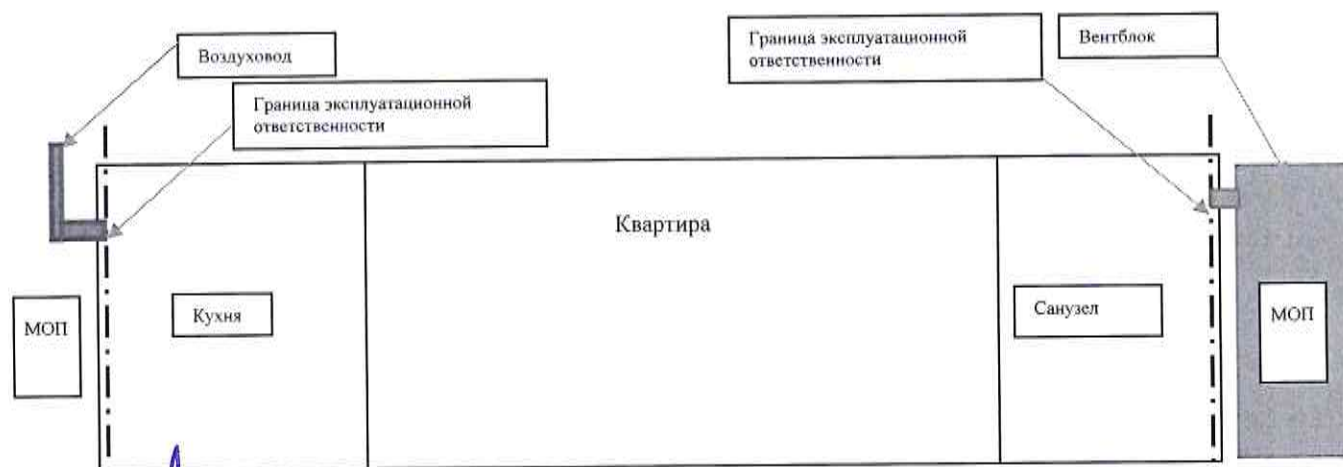 Воздуховод
Граница эксплуатационной
ответственности
Граница эксплуатационной
ответственности
Вентблок
Квартира
МОП
Кухня
Санузел
МОП